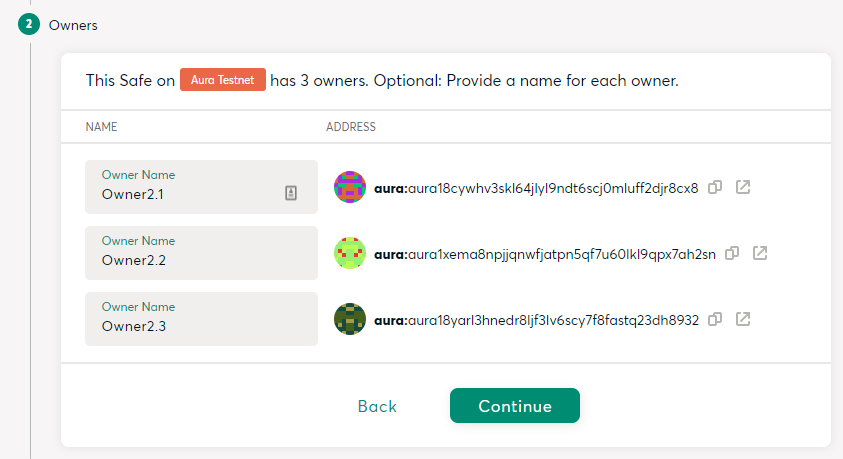 2 Owners
This Safe on Aura Testnet has 3 owners. Optional: Provide a name for each owner.
NAME ADDRESS
Owner Name
Owner2.1 aura:aura18cywhv3skl64jlyl9ndt6scj0mluff2djr8cx8
Owner Name
Owner2.2 aura:aura1xema8npjjqnwfjatpn5qf7u60lkl9qpx7ah2sn
Owner Name
Owner2.3 aura:aura18yarl3hnedr8ljf3lv6scy7f8fastq23dh8932
Back Continue